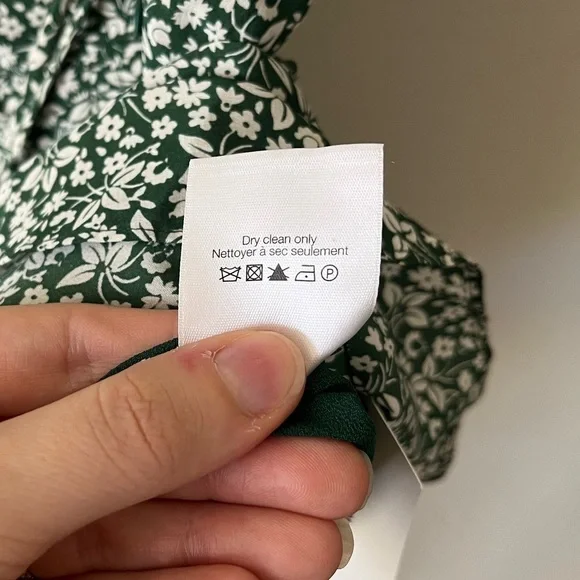 Dry clean only
Nettoyer à sec seulement
P